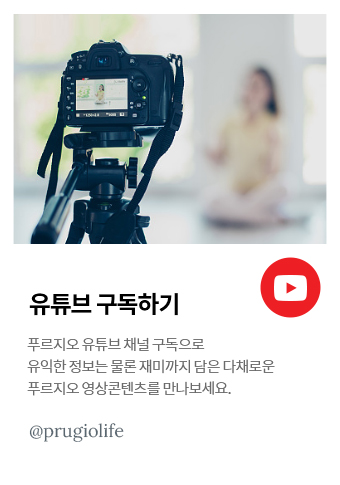 유튜브 구독하기
푸르지오 유튜브 채널 구독으로
유익한 정보는 물론 재미까지 담은 다채로운
푸르지오 영상콘텐츠를 만나보세요.
@prugiolife